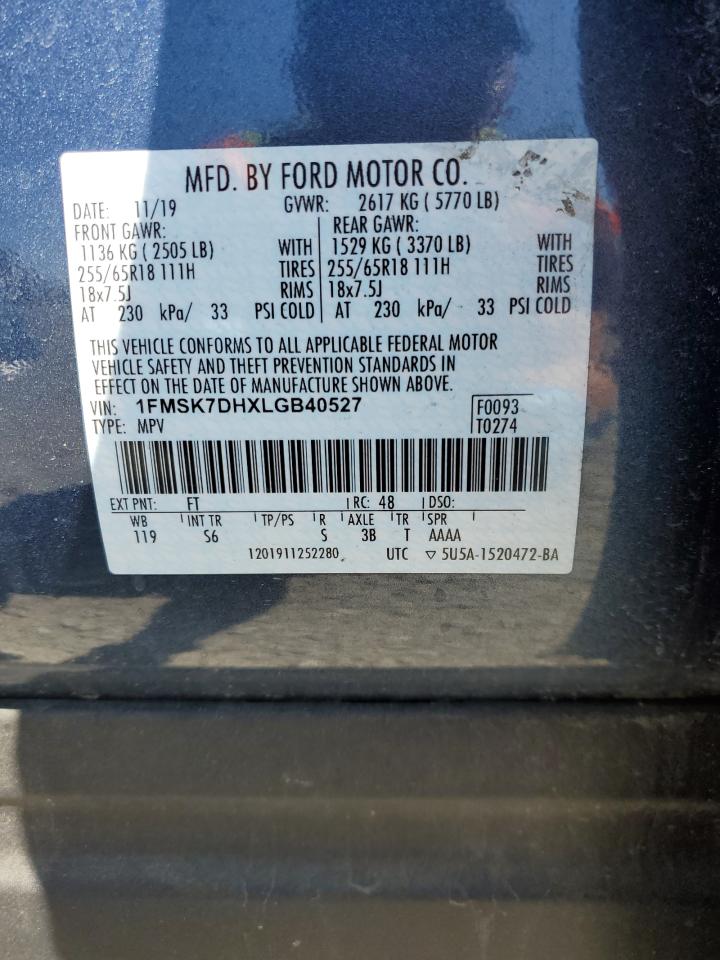 MFD. BY FORD MOTOR CO.
DATE: 11/19 GVWR: 2617 KG ( 5770 LB)
FRONT GAWR: REAR GAWR:
1136 KG ( 2505 LB) WITH 1529 KG ( 3370 LB) WITH
255/65R18 111H TIRES 255/65R18 111H TIRES
18x7.5J RIMS 18x7.5J RIMS
AT 230 kPa/ 33 PSI COLD AT 230 kPa/ 33 PSI COLD
THIS VEHICLE CONFORMS TO ALL APPLICABLE FEDERAL MOTOR
VEHICLE SAFETY AND THEFT PREVENTION STANDARDS IN
EFFECT ON THE DATE OF MANUFACTURE SHOWN ABOVE.
VIN: 1FMSK7DHXLGB40527 F0093
TYPE: MPV T0274
EXT PNT: FT RC: 48 DSO:
WB INT TR TP/PS R AXLE TR SPR
119 S6 S 3B T AAAA
1201911252280 UTC ▽ 5U5A-1520472-BA